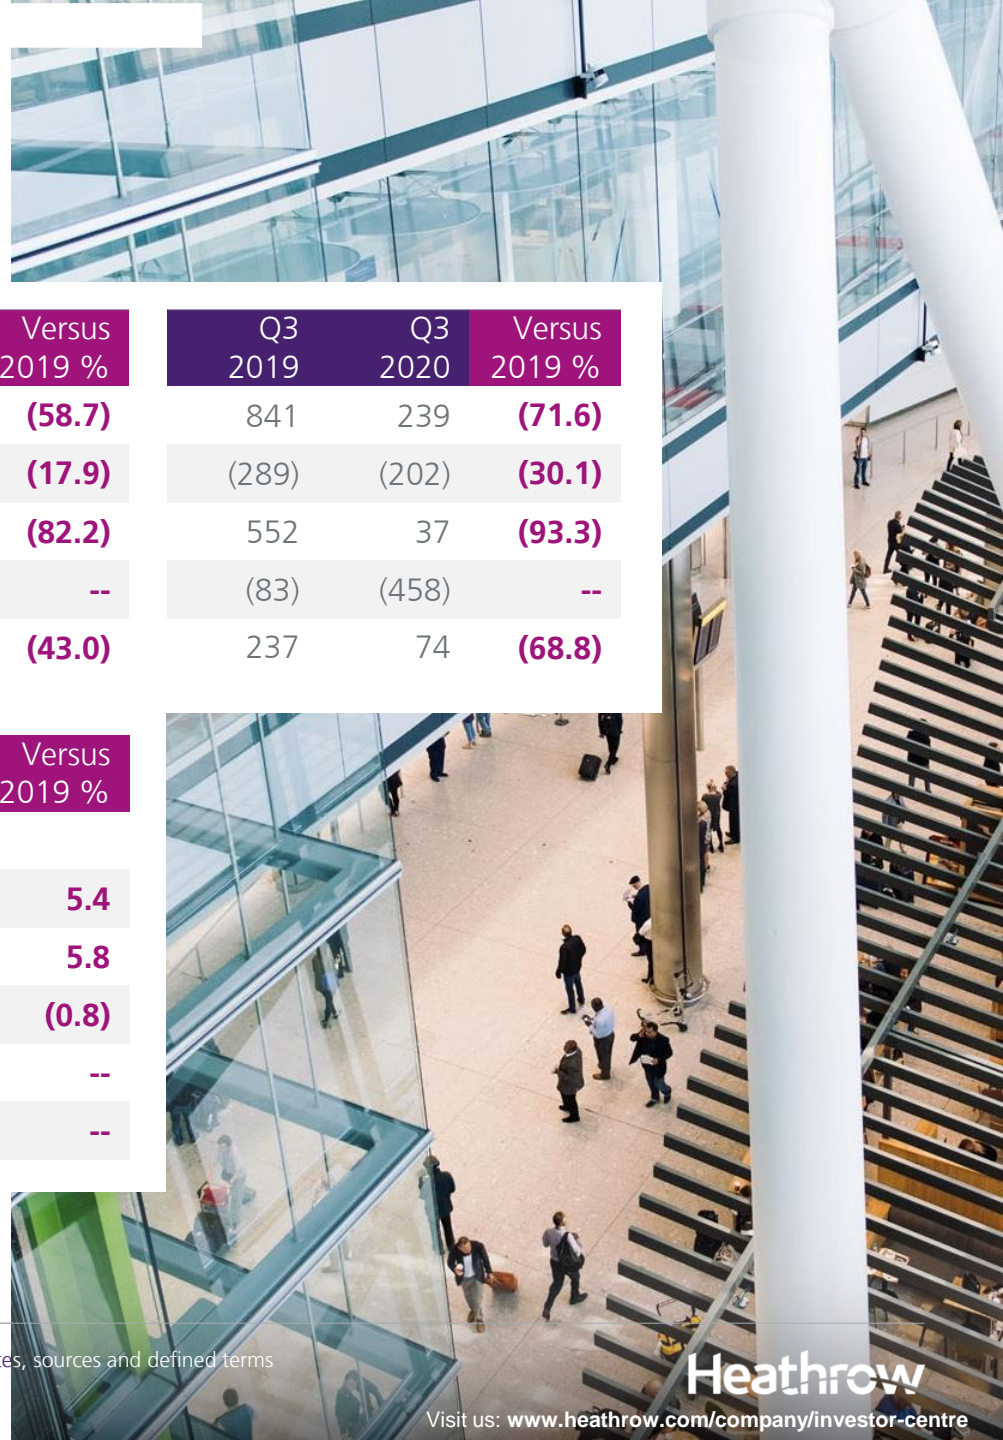 Versus
2019 %
(58.7)
(17.9)
(82.2)
--
(43.0)
Q3 Q3 Versus
2019 2020 2019 %
841 239 (71.6)
(289) (202) (30.1)
552 37 (93.3)
(83) (458) --
237 74 (68.8)
Versus
2019 %
5.4
5.8
(0.8)
--
--
sources and defined terms
Heathrow
Visit us: www.heathrow.com/company/investor-centre